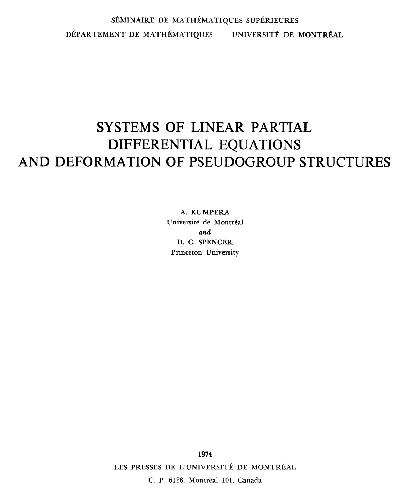 SÉMINAIRE DE MATHÉMATIQUES SUPÉRIEURES
DÉPARTEMENT DE MATHÉMATIQUES UNIVERSITÉ DE MONTRÉAL
SYSTEMS OF LINEAR PARTIAL
DIFFERENTIAL EQUATIONS
AND DEFORMATION OF PSEUDOGROUP STRUCTURES
A. KUMPERA
Université de Montréal
and
D. C. SPENCER
Princeton University
1974
LES PRESSES DE L'UNIVERSITÉ DE MONTRÉAL
C. P. 6128, Montréal 101, Canada